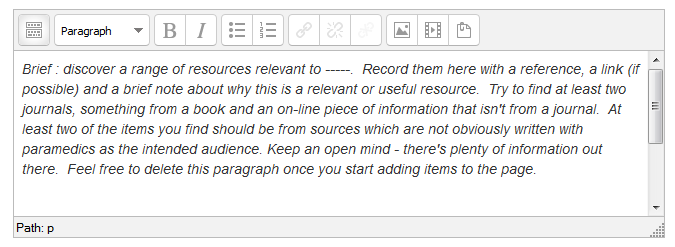 Paragraph B I
Brief : discover a range of resources relevant to -----.  Record them here with a reference, a link (if
possible) and a brief note about why this is a relevant or useful resource.  Try to find at least two
journals, something from a book and an on-line piece of information that isn't from a journal.  At
least two of the items you find should be from sources which are not obviously written with
paramedics as the intended audience. Keep an open mind - there's plenty of information out
there.  Feel free to delete this paragraph once you start adding items to the page.
Path: p